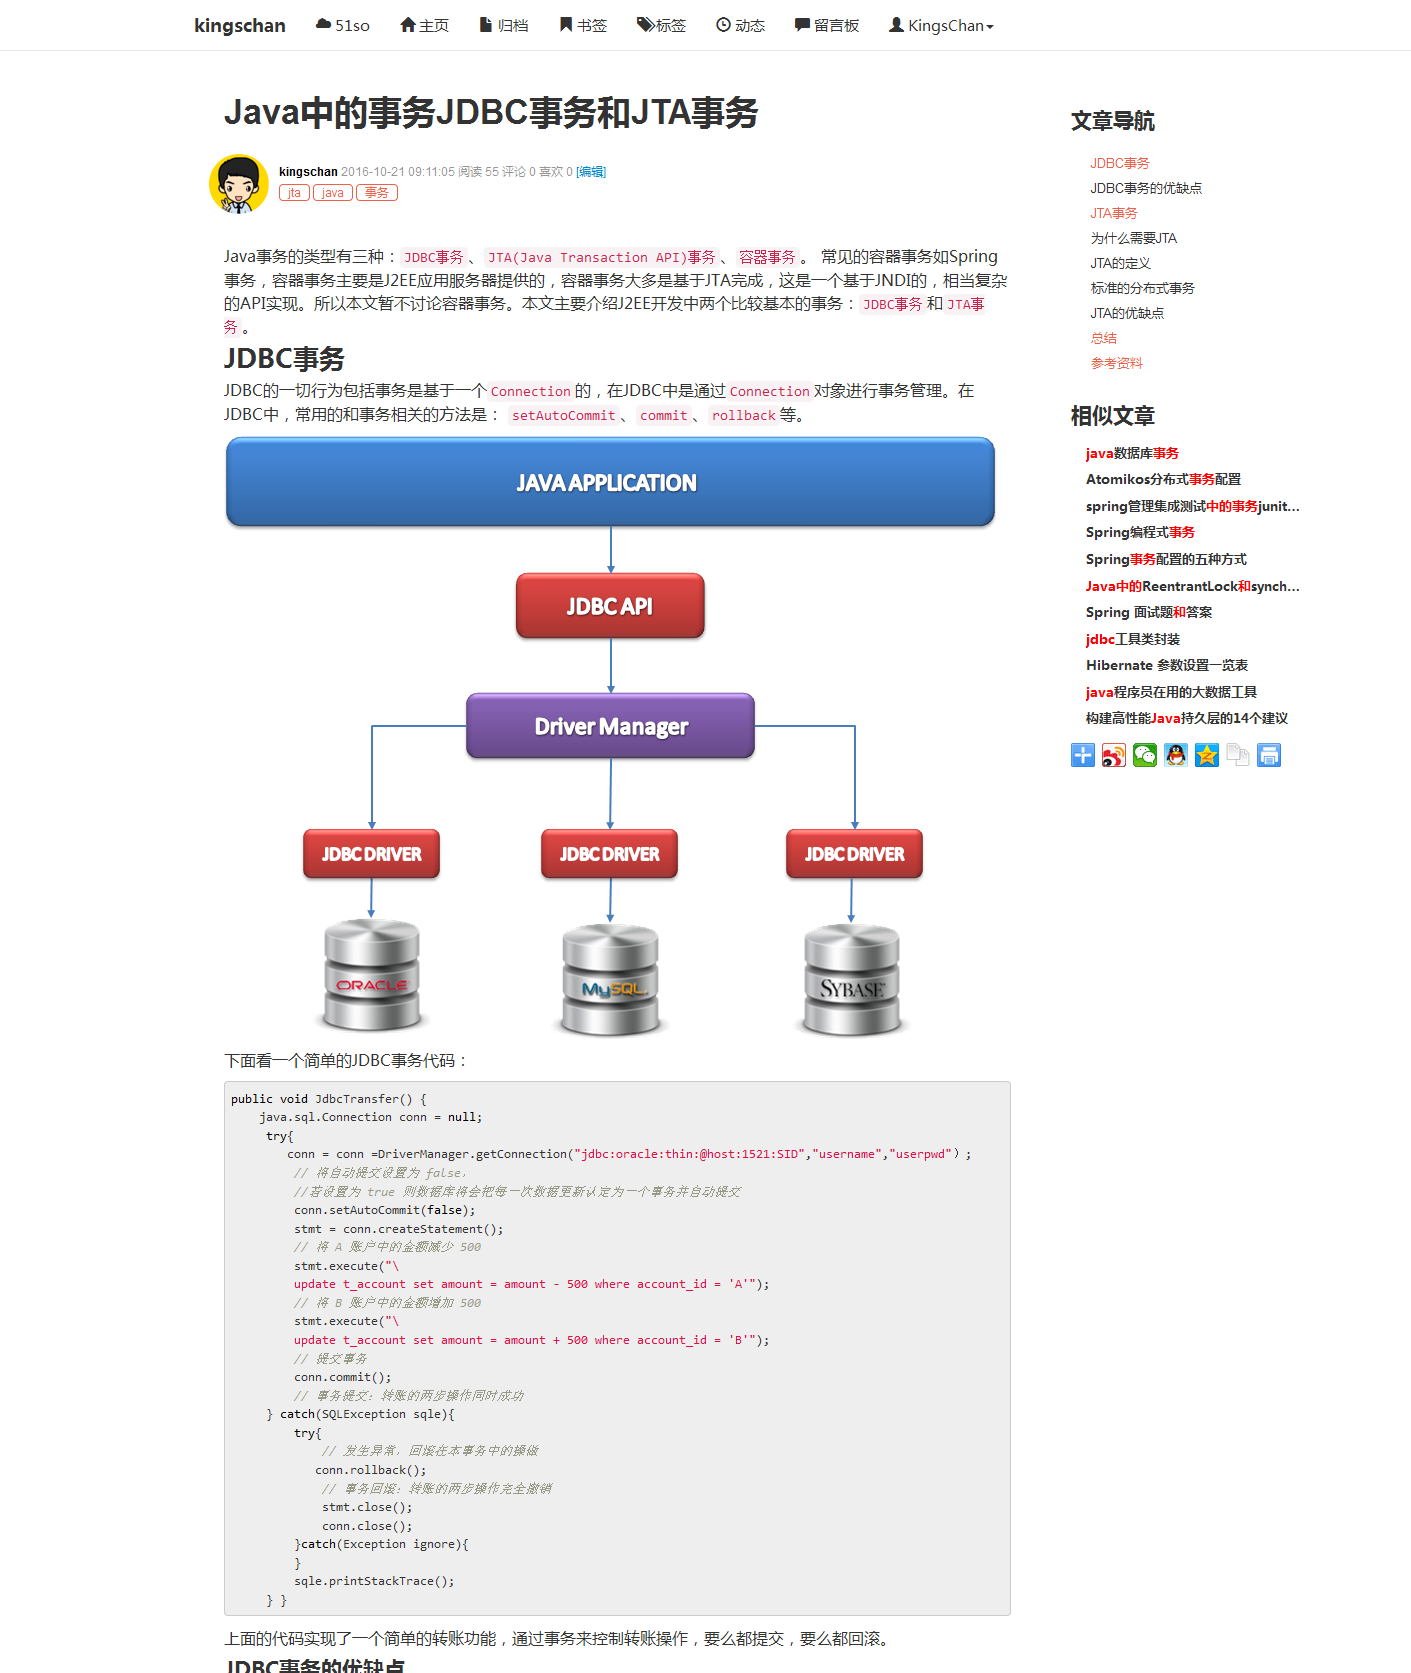 kingschan 51so 主页 归档 书签 标签 动态 留言板 KingsChan
Java中的事务JDBC事务和JTA事务
kingschan 2016-10-21 09:11:05 阅读 55 评论 0 喜欢 0 [编辑]
jta java 事务
Java事务的类型有三种：JDBC事务、JTA(Java Transaction API)事务、容器事务。 常见的容器事务如Spring
事务，容器事务主要是J2EE应用服务器提供的，容器事务大多是基于JTA完成，这是一个基于JNDI的，相当复杂
的API实现。所以本文暂不讨论容器事务。本文主要介绍J2EE开发中两个比较基本的事务：JDBC事务和JTA事
务。
JDBC事务
JDBC的一切行为包括事务是基于一个Connection的，在JDBC中是通过Connection对象进行事务管理。在
JDBC中，常用的和事务相关的方法是： setAutoCommit、commit、rollback等。
JAVA APPLICATION
JDBC API
Driver Manager
JDBC DRIVER JDBC DRIVER JDBC DRIVER
ORACLE MySQL SYBASE
下面看一个简单的JDBC事务代码：
public void JdbcTransfer() {
java.sql.Connection conn = null;
try{
conn = conn =DriverManager.getConnection("jdbc:oracle:thin:@host:1521:SID","username","userpwd"）;
// 将自动提交设置为 false，
//若设置为 true 则数据库将会把每一次数据更新认定为一个事务并自动提交
conn.setAutoCommit(false);
stmt = conn.createStatement();
// 将 A 账户中的金额减少 500
stmt.execute("\
update t_account set amount = amount - 500 where account_id = 'A'");
// 将 B 账户中的金额增加 500
stmt.execute("\
update t_account set amount = amount + 500 where account_id = 'B'");
// 提交事务
conn.commit();
// 事务提交：转账的两步操作同时成功
} catch(SQLException sqle){
try{
// 发生异常，回滚在本事务中的操做
conn.rollback();
// 事务回滚：转账的两步操作完全撤销
stmt.close();
conn.close();
}catch(Exception ignore){
}
sqle.printStackTrace();
} }
上面的代码实现了一个简单的转账功能，通过事务来控制转账操作，要么都提交，要么都回滚。
JDBC事务的优缺点
文章导航
JDBC事务
JDBC事务的优缺点
JTA事务
为什么需要JTA
JTA的定义
标准的分布式事务
JTA的优缺点
总结
参考资料
相似文章
java数据库事务
Atomikos分布式事务配置
spring管理集成测试中的事务junit...
Spring编程式事务
Spring事务配置的五种方式
Java中的ReentrantLock和synch...
Spring 面试题和答案
jdbc工具类封装
Hibernate 参数设置一览表
java程序员在用的大数据工具
构建高性能Java持久层的14个建议